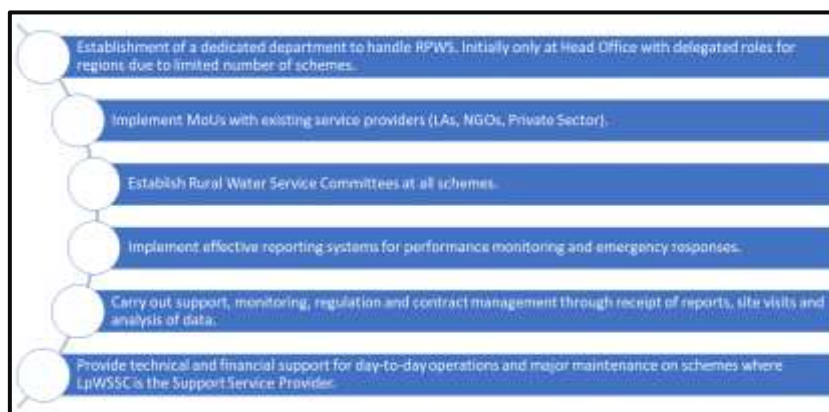 Establishment of a dedicated department to handle RPWS. Initially only at Head Office with delegated roles for
regions due to limited number of schemes.
Implement MoUs with existing service providers (LAs, NGOs, Private Sector).
Establish Rural Water Service Committees at all schemes.
Implement effective reporting systems for performance monitoring and emergency responses.
Carry out support, monitoring, regulation and contract management through receipt of reports, site visits and
analysis of data.
Provide technical and financial support for day-to-day operations and major maintenance on schemes where
LpWSSC is the Support Service Provider.